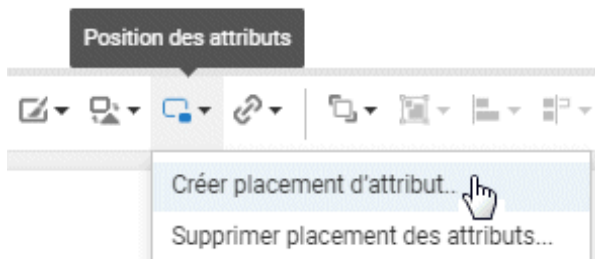 Position des attributs
Créer placement d'attribut..
Supprimer placement des attributs...